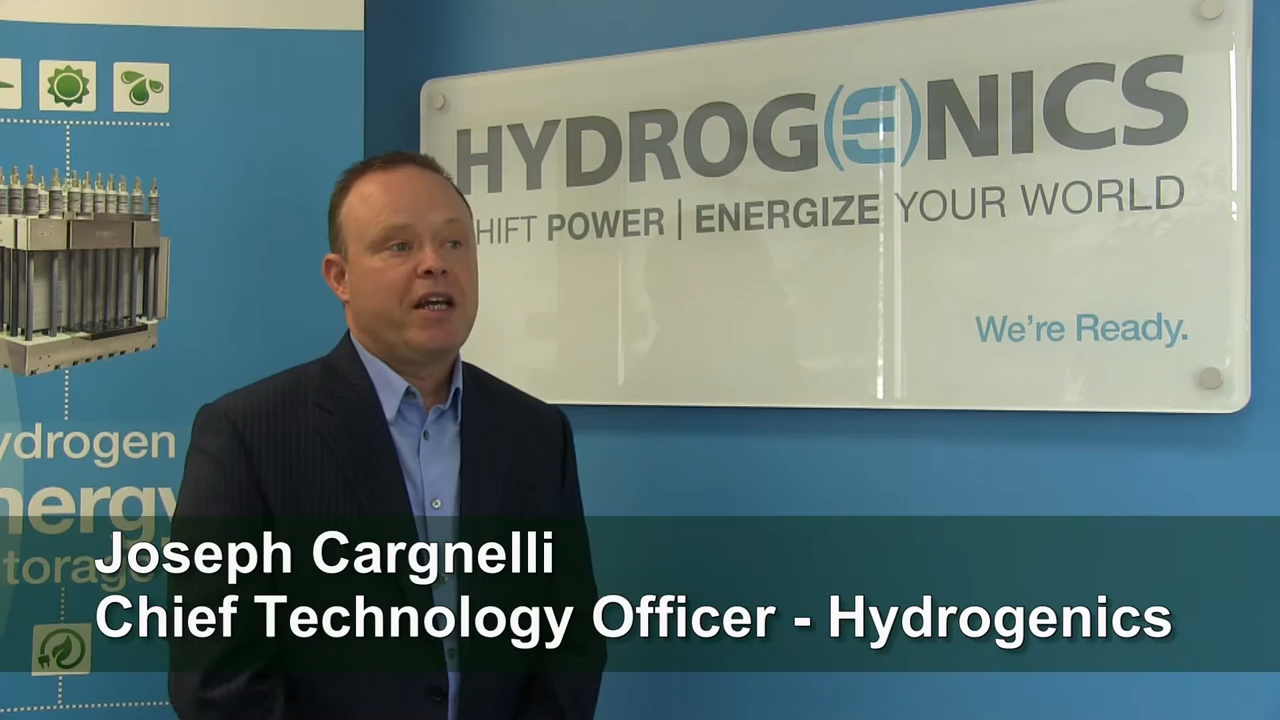 HYDROGENICS
HIFT POWER | ENERGIZE YOUR WORLD
We're Ready.
ydrogen
nergy
torage
Joseph Cargnelli
Chief Technology Officer - Hydrogenics